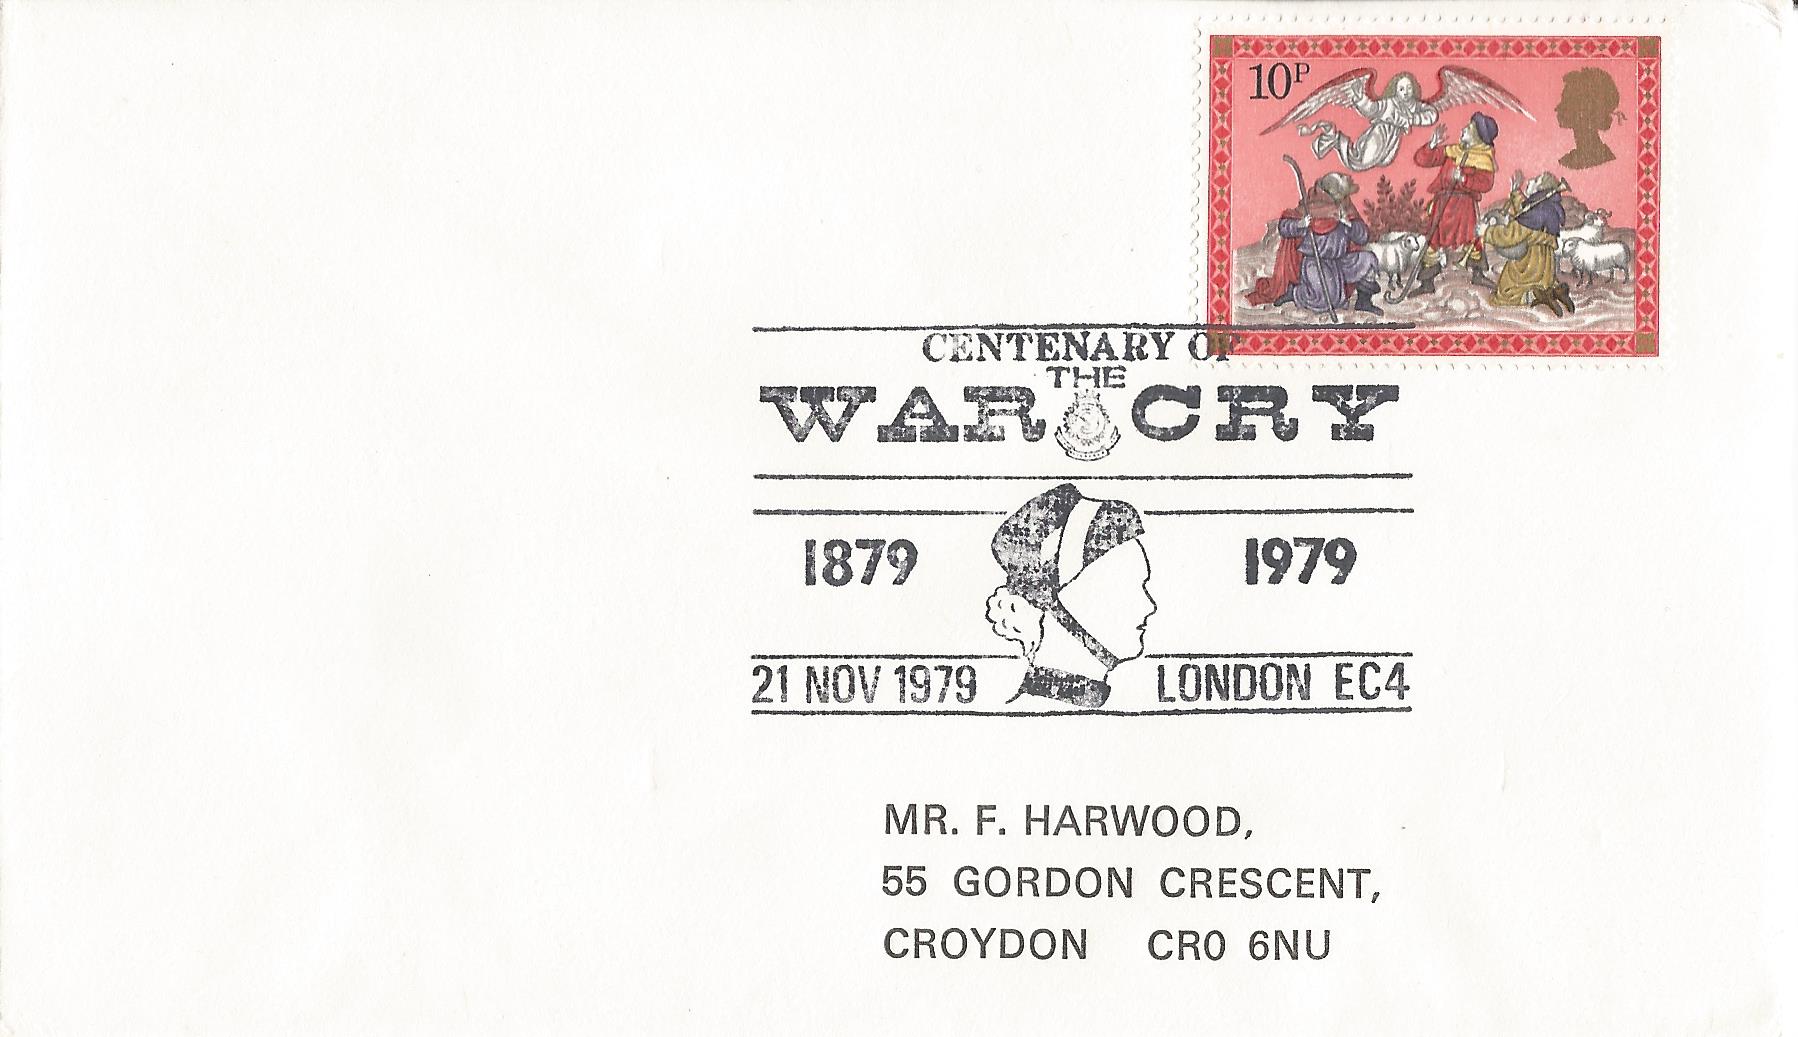 10P
CENTENARY OF
THE
WAR CRY
1879 1979
21 NOV 1979 LONDON EC4
MR. F. HARWOOD,
55 GORDON CRESCENT,
CROYDON CR0 6NU